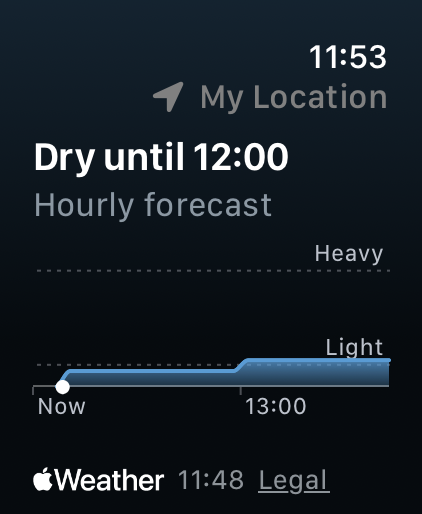 11:53
My Location
Dry until 12:00
Hourly forecast
Heavy
Light
Now 13:00
Weather 11:48 Legal